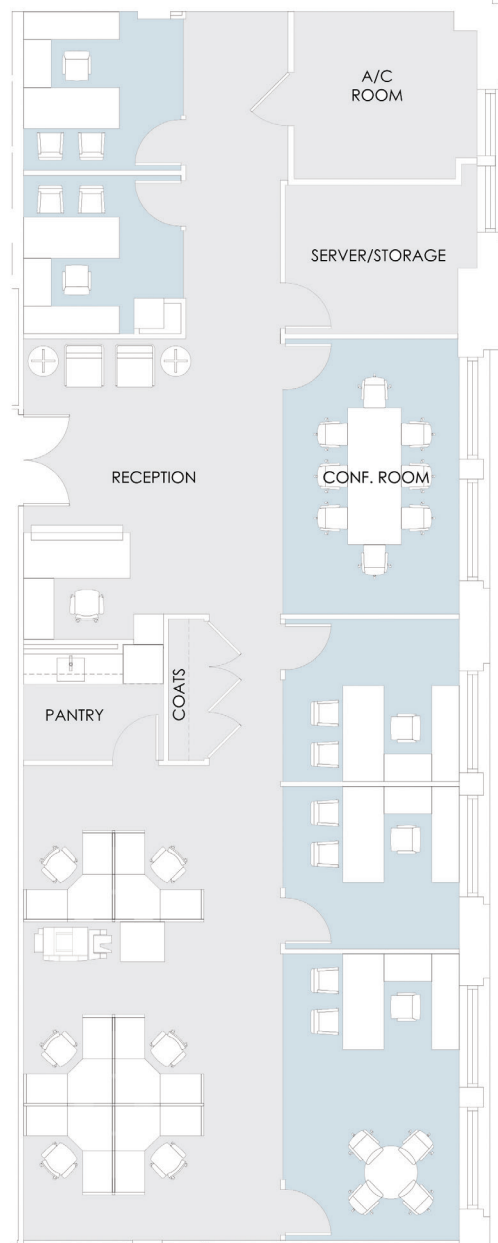 A/C
ROOM
SERVER/STORAGE
RECEPTION
CONF. ROOM
COATS
PANTRY